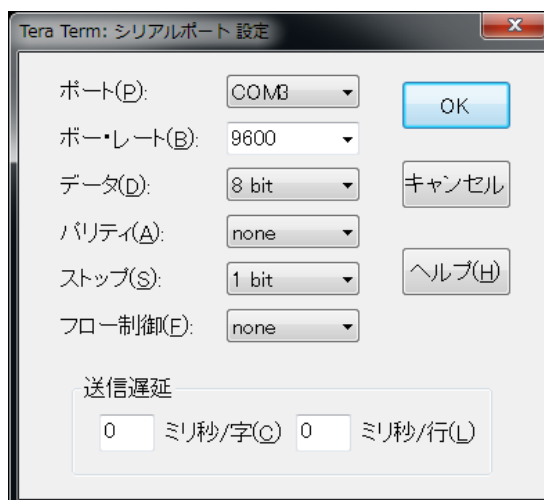 Tera Term: シリアルポート 設定
ポート(P): COM3 OK
ボー・レート(B): 9600
データ(D): 8 bit キャンセル
パリティ(A): none
ストップ(S): 1 bit ヘルプ(H)
フロー制御(F): none
送信遅延
0 ミリ秒/字(C) 0 ミリ秒/行(L)